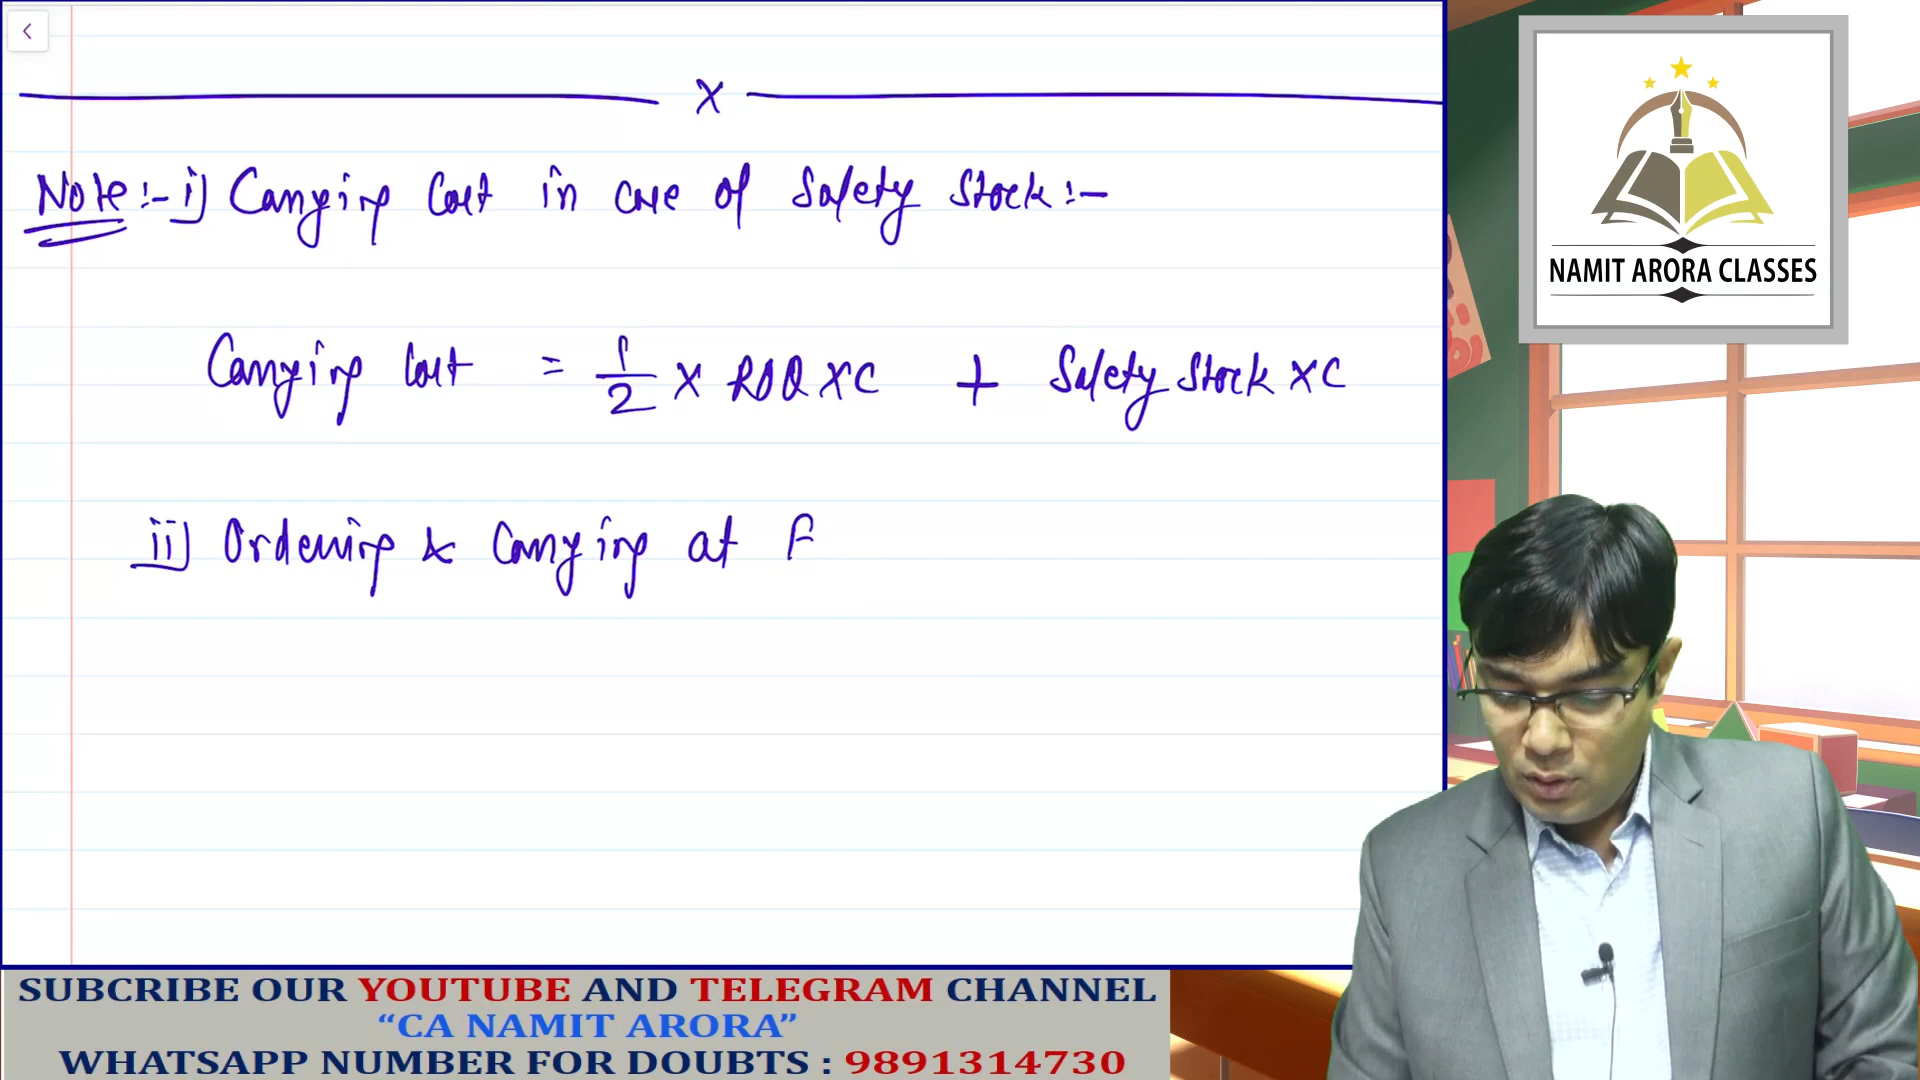 X
Note:- i) Carrying Cost in case of Safety Stock:-
Carrying Cost = 1/2 X ROQ X C + Safety Stock X C
ii) Ordering & Carrying at E
NAMIT ARORA CLASSES
SUBCRIBE OUR YOUTUBE AND TELEGRAM CHANNEL
“CA NAMIT ARORA”
WHATSAPP NUMBER FOR DOUBTS : 9891314730